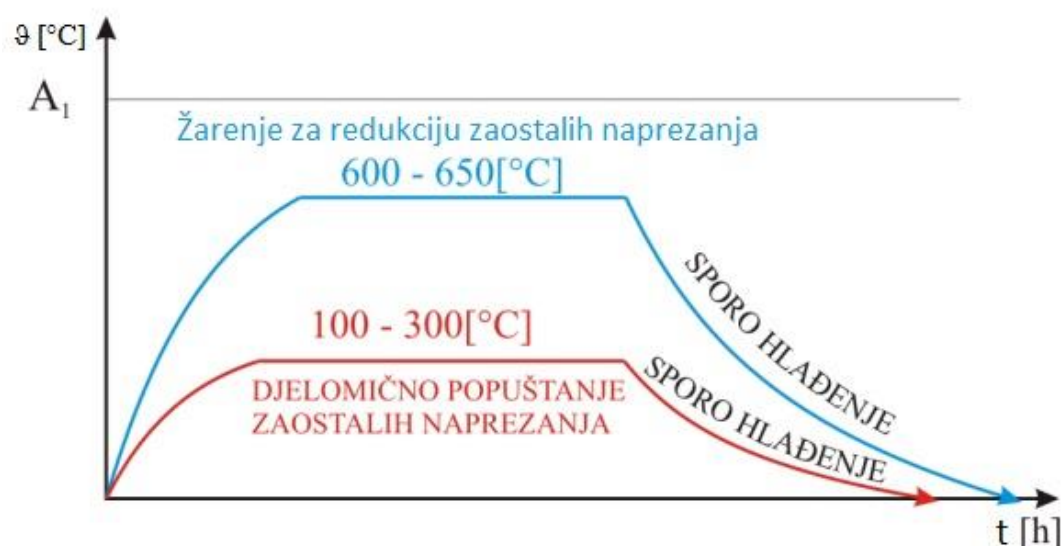 ϑ [°C]
A₁
Žarenje za redukciju zaostalih naprezanja
600 - 650[°C]
SPORO HLAĐENJE
100 - 300[°C]
DJELOMIČNO POPUŠTANJE
ZAOSTALIH NAPREZANJA
SPORO HLAĐENJE
t [h]